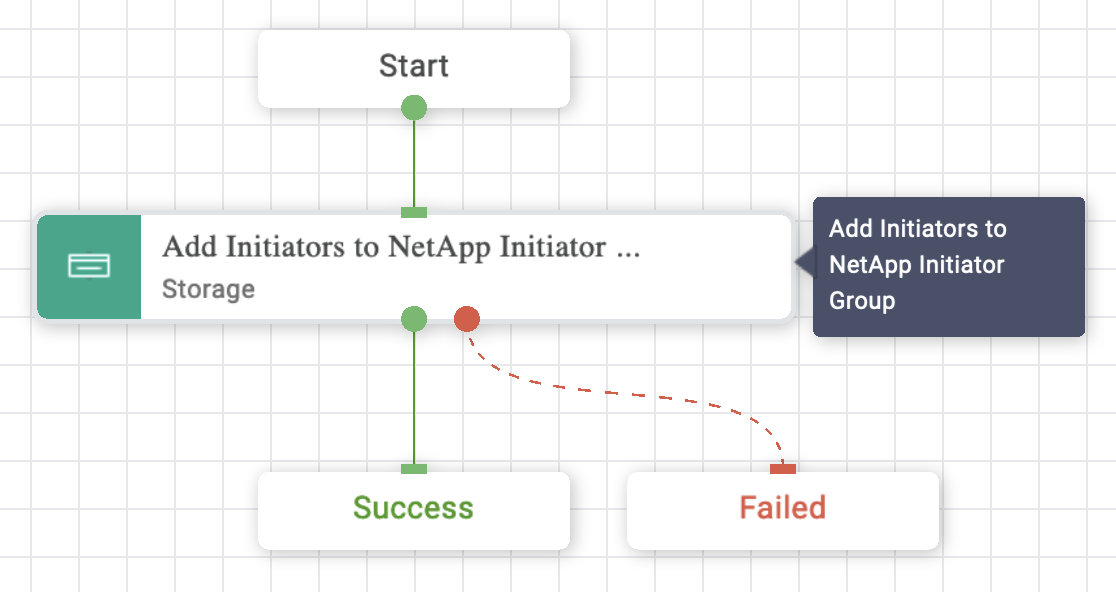 Start
Add Initiators to NetApp Initiator ...
Storage
Add Initiators to
NetApp Initiator
Group
Success
Failed